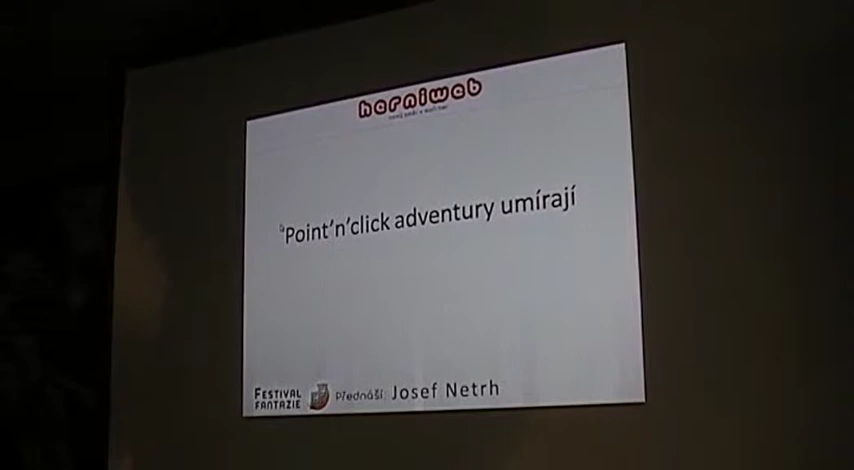 herniweb
Point'n'click adventury umírají
FESTIVAL
FANTAZIE
Přednáší: Josef Netrh